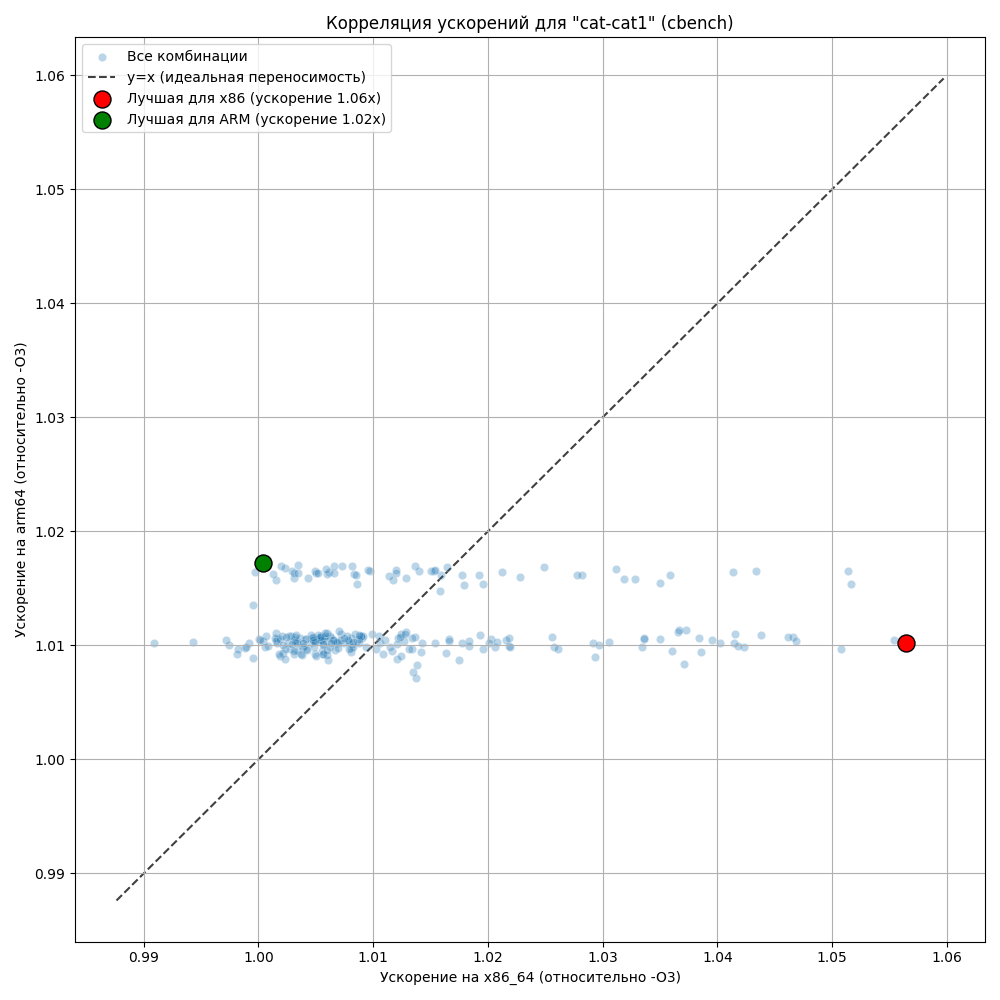 Корреляция ускорений для "cat-cat1" (cbench)
Все комбинации
y=x (идеальная переносимость)
Лучшая для x86 (ускорение 1.06x)
Лучшая для ARM (ускорение 1.02x)
1.06
1.05
1.04
1.03
1.02
1.01
1.00
0.99
Ускорение на arm64 (относительно -O3)
0.99 1.00 1.01 1.02 1.03 1.04 1.05 1.06
Ускорение на x86_64 (относительно -O3)